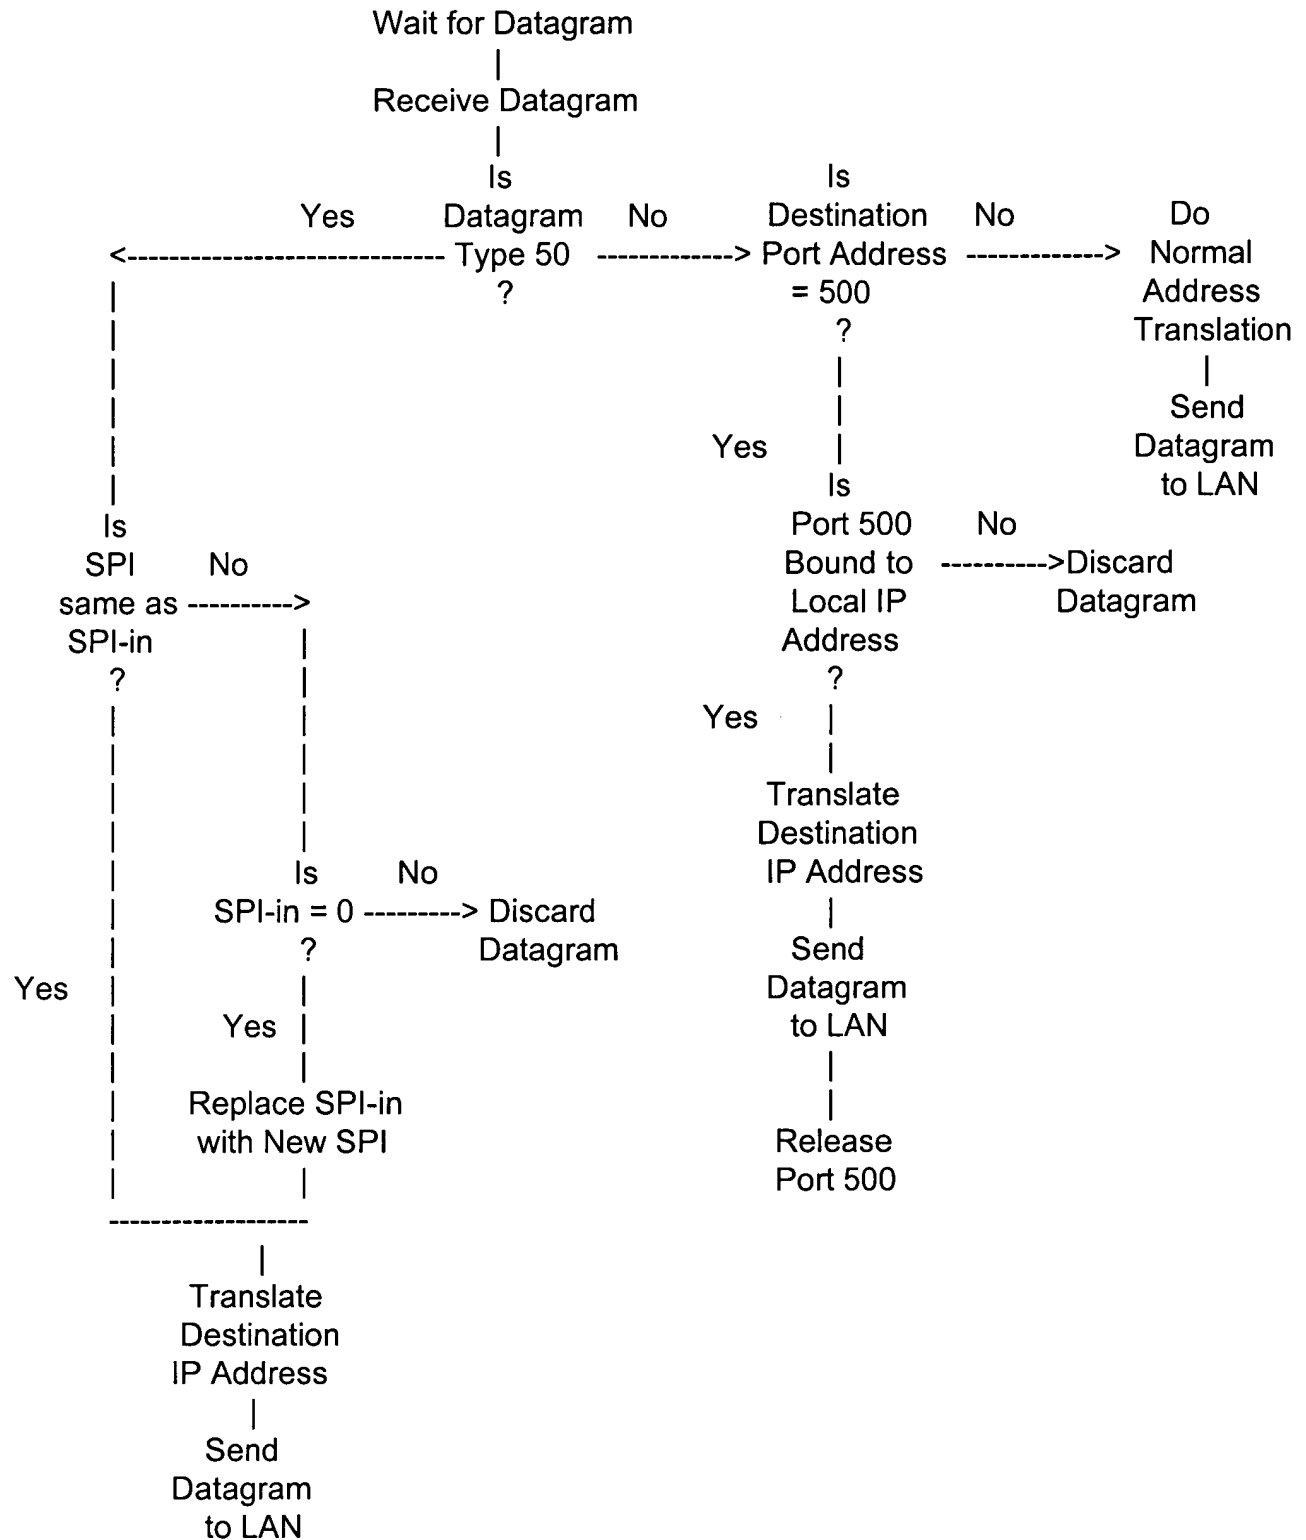 Wait for Datagram
|
Receive Datagram
|
Is Is
Yes Datagram No Destination No Do
<---------------------------- Type 50 -------------> Port Address -------------> Normal
? = 500 Address
? Translation
Send
Yes Datagram
Is to LAN
Is Port 500 No
SPI No Bound to ---------->Discard
same as ----------> Local IP Datagram
SPI-in Address
? ?
Yes
Translate
Destination
Is No IP Address
SPI-in = 0 ---------> Discard
? Datagram Send
Yes Datagram
Yes to LAN
Replace SPI-in
with New SPI Release
Port 500
-------------------
Translate
Destination
IP Address
Send
Datagram
to LAN